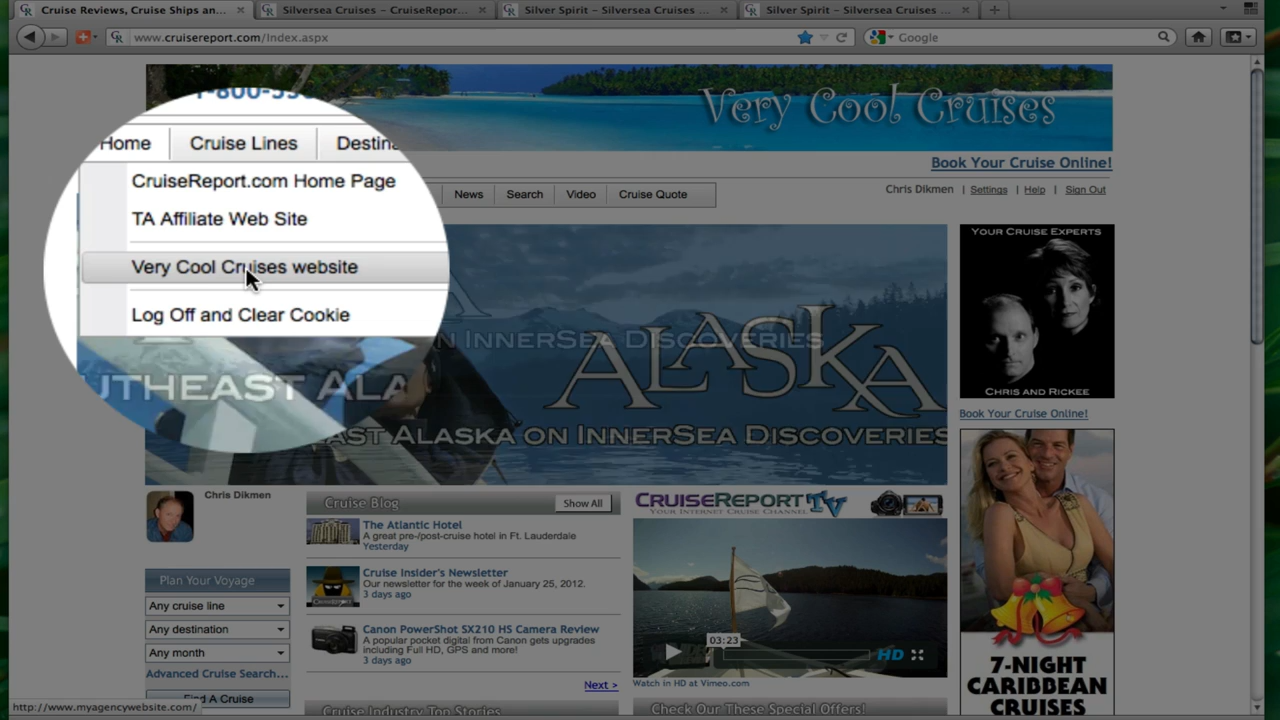 Cruise Reviews, Cruise Ships an...
Silversea Cruises – CruiseRepor...
Silver Spirit – Silversea Cruises ...
Silver Spirit – Silversea Cruises ...
www.cruisereport.com/Index.aspx
Google
Very Cool Cruises
Book Your Cruise Online!
Chris Dikmen | Settings | Help | Sign Out
Home Cruise Lines
News Search Video Cruise Quote
CruiseReport.com Home Page
TA Affiliate Web Site
Very Cool Cruises website
Log Off and Clear Cookie
ALASKA
ON INNERSEA DISCOVERIES
UTHEAST ALA
EAST ALASKA ON INNERSEA DISCOVERIES
YOUR CRUISE EXPERTS
CHRIS AND RICKEE
Book Your Cruise Online!
Chris Dikmen
Cruise Blog
Show All
The Atlantic Hotel
A great pre-/post-cruise hotel in Ft. Lauderdale
Yesterday
Cruise Insider's Newsletter
Our newsletter for the week of January 25, 2012.
3 days ago
Canon PowerShot SX210 HS Camera Review
A popular pocket digital from Canon gets upgrades
including Full HD, GPS and more!
3 days ago
Next >
CRUISEREPORT TV
YOUR INTERNET CRUISE CHANNEL
03:23
HD
Watch in HD at Vimeo.com
Plan Your Voyage
Any cruise line
Any destination
Any month
Advanced Cruise Search...
Find A Cruise
7-NIGHT
CARIBBEAN
CRUISES
Cruise Industry Top Stories
Check Our These Special Offers!
http://www.myagencywebsite.com/